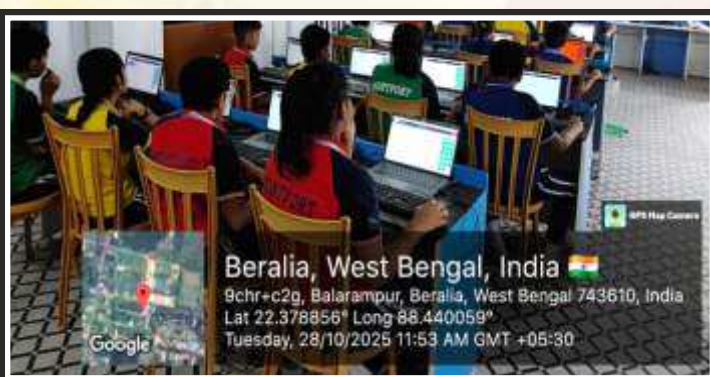 GPS Map Camera
Beralia, West Bengal, India
9chr+c2g, Balarampur, Beralia, West Bengal 743610, India
Lat 22.378856° Long 88.440059°
Tuesday, 28/10/2025 11:53 AM GMT +05:30
Google